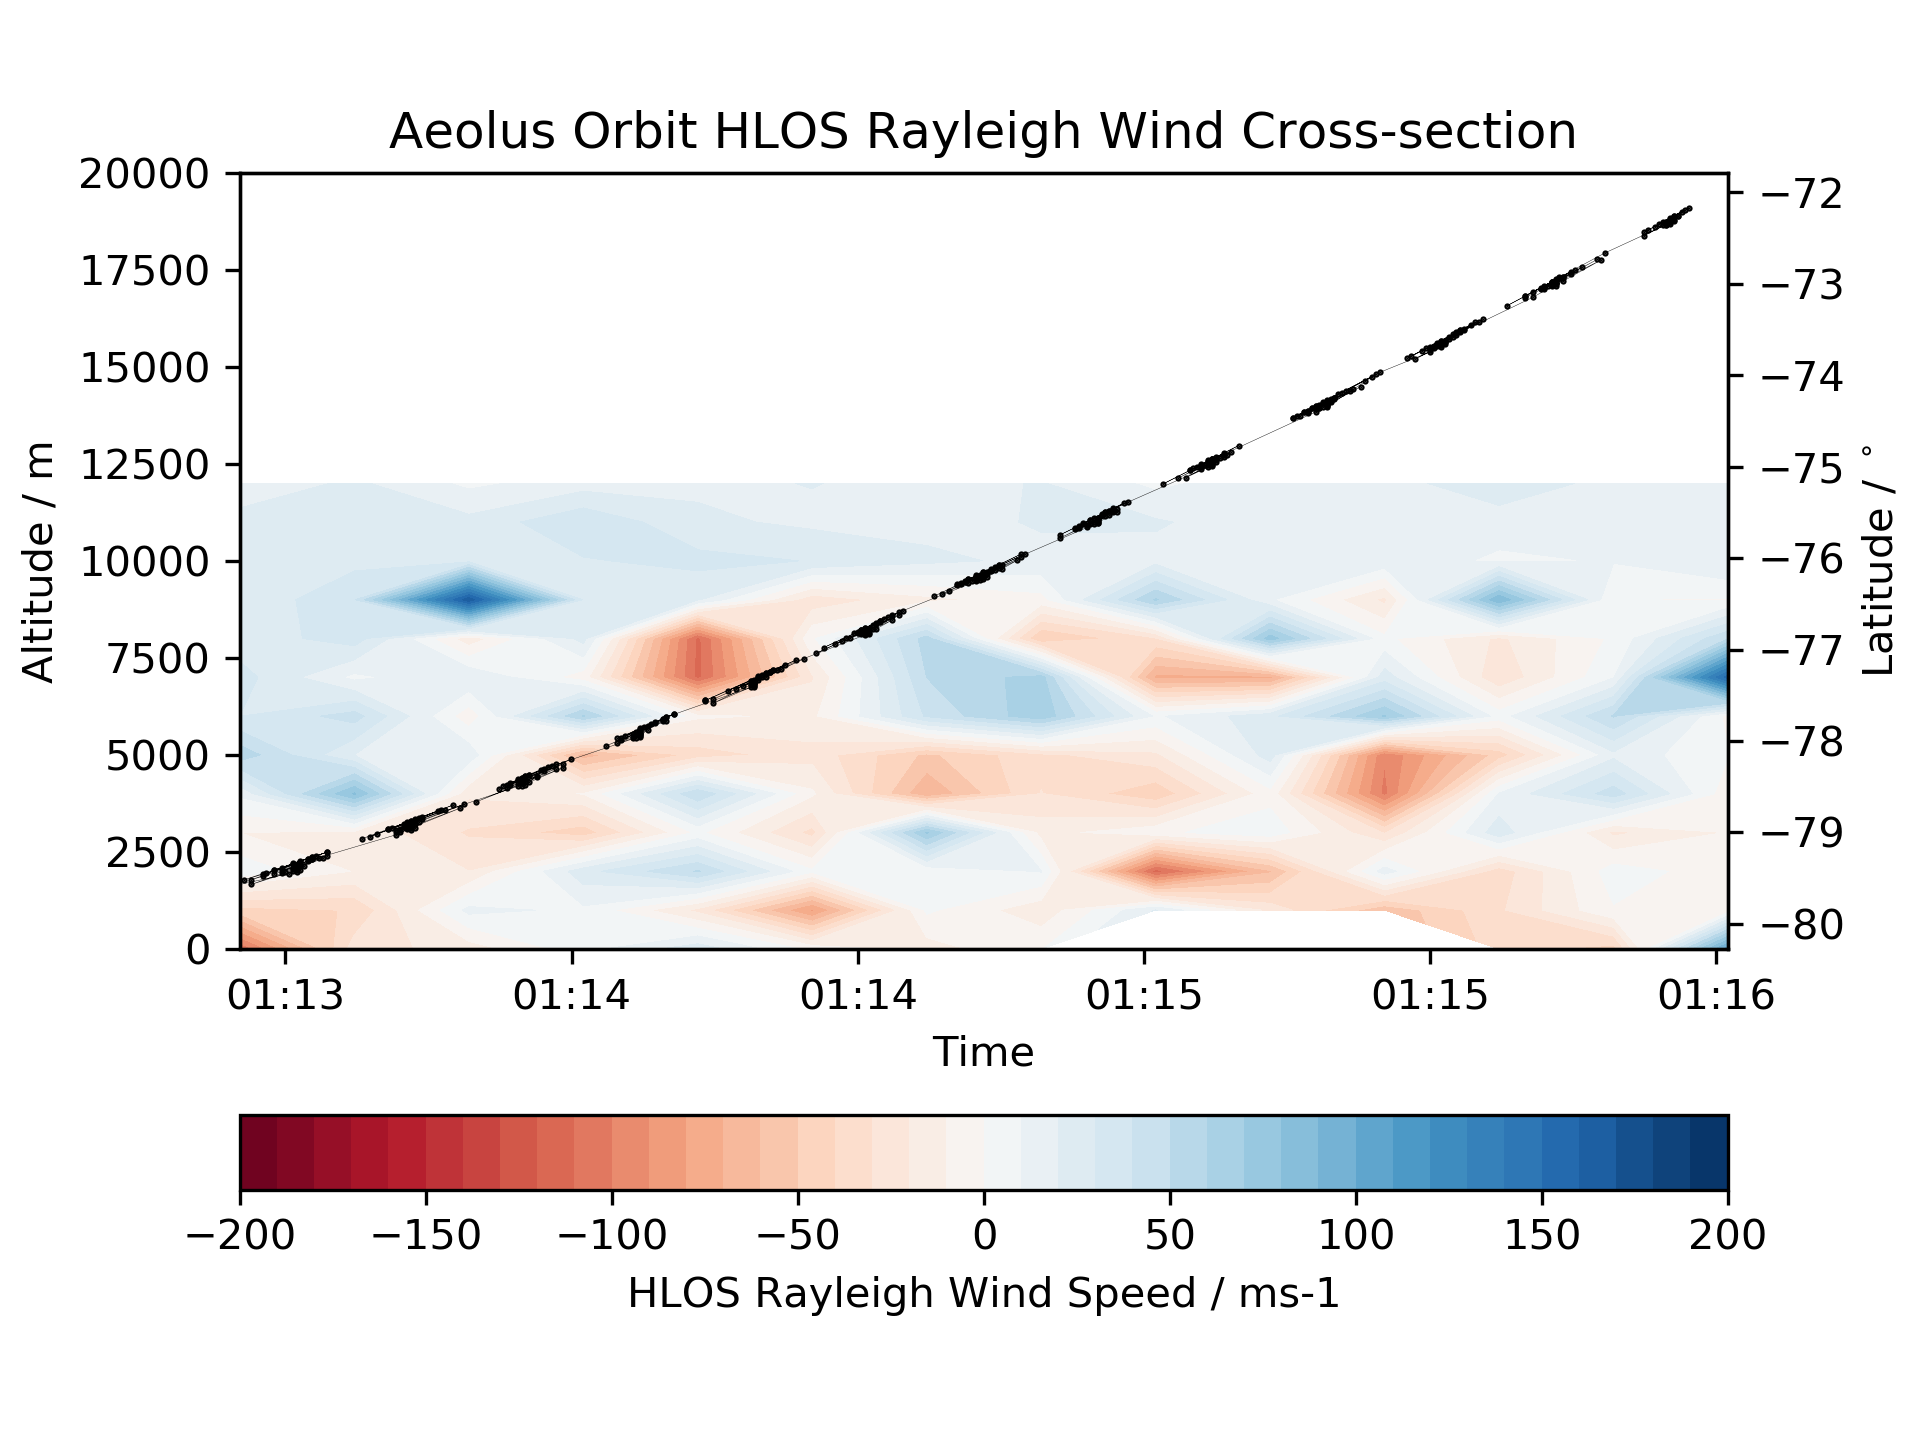 Aeolus Orbit HLOS Rayleigh Wind Cross-section
20000
17500
15000
12500
10000
7500
5000
2500
0
Altitude / m
−72
−73
−74
−75
−76
−77
−78
−79
−80
Latitude / °
01:13 01:14 01:14 01:15 01:15 01:16
Time
−200 −150 −100 −50 0 50 100 150 200
HLOS Rayleigh Wind Speed / ms-1